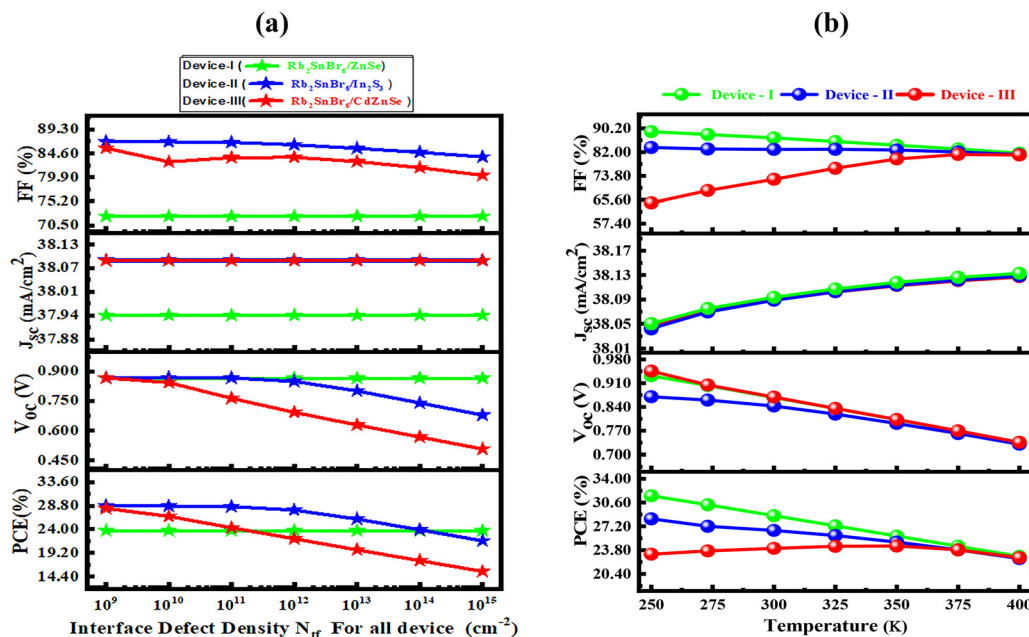 (a)
Device-I ( Rb2SnBr6/ZnSe)
Device-II ( Rb2SnBr6/In2S3 )
Device-III( Rb2SnBr6/CdZnSe )
FF (%)
89.30
84.60
79.90
75.20
70.50
Jsc (mA/cm2)
38.13
38.07
38.01
37.94
37.88
VOC (V)
0.900
0.750
0.600
0.450
PCE(%)
33.60
28.80
24.00
19.20
14.40
10^9 10^10 10^11 10^12 10^13 10^14 10^15
Interface Defect Density Ntf For all device (cm-2)
(b)
Device - I Device - II Device - III
FF (%)
90.20
82.00
73.80
65.60
57.40
Jsc (mA/cm2)
38.17
38.13
38.09
38.05
38.01
VOC (V)
0.980
0.910
0.840
0.770
0.700
PCE (%)
34.00
30.60
27.20
23.80
20.40
250 275 300 325 350 375 400
Temperature (K)